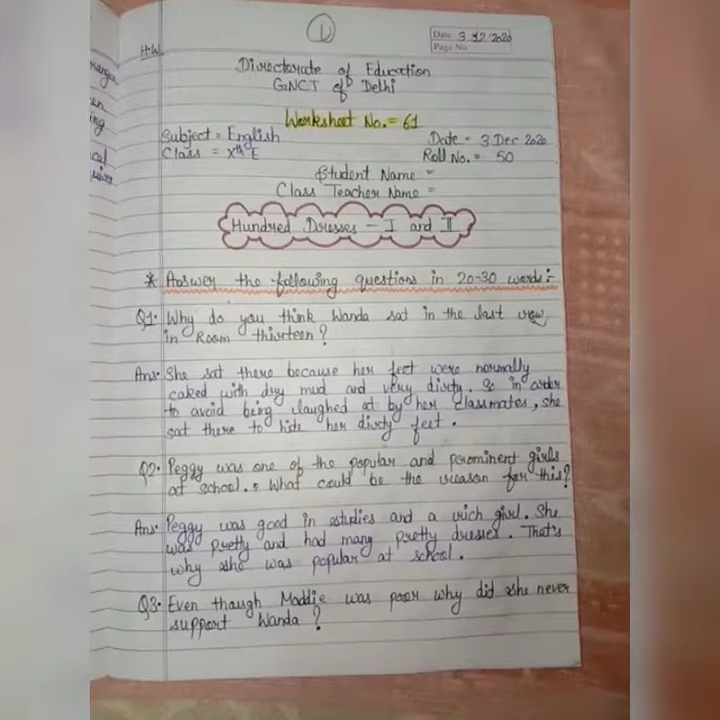 1
H.W
Date 3 12 2020
Page No.
Directorate of Education
GNCT of Delhi
Worksheet No. = 61
Subject = English
Date = 3 Dec 2020
Class = Xth E
Roll No. = 50
Student Name =
Class Teacher Name =
Hundred Dresses - I and II
* Answer the following questions in 20-30 words:-
Q1. Why do you think Wanda sat in the last row
in Room thirteen?
Ans: She sat there because her feet were normally
caked with dry mud and very dirty. So in order
to avoid being laughed at by her classmates, she
sat there to hide her dirty feet.
Q2. Peggy was one of the popular and prominent girls
at school. What could be the reason for this?
Ans: Peggy was good in studies and a rich girl. She
was pretty and had many pretty dresses. That's
why she was popular at school.
Q3. Even though Maddie was poor why did she never
support Wanda?